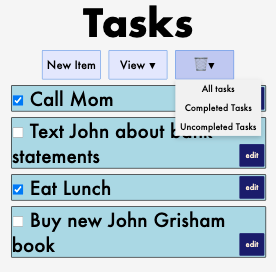 Tasks
New Item
View ▼
🗑▼
All tasks
Completed Tasks
Uncompleted Tasks
Call Mom
Text John about bank
statements
edit
Eat Lunch
edit
Buy new John Grisham
book
edit